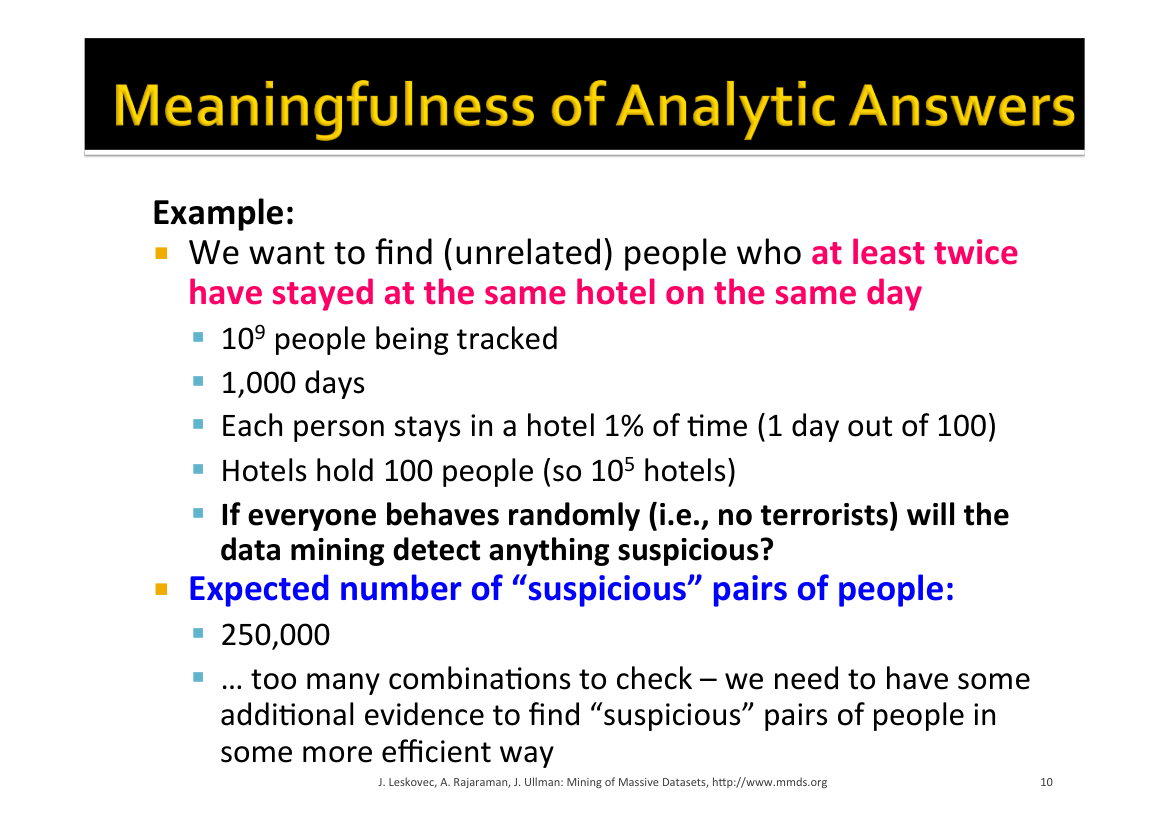 Meaningfulness of Analytic Answers
Example:
We want to find (unrelated) people who at least twice
have stayed at the same hotel on the same day
10⁹ people being tracked
1,000 days
Each person stays in a hotel 1% of time (1 day out of 100)
Hotels hold 100 people (so 10⁵ hotels)
If everyone behaves randomly (i.e., no terrorists) will the
data mining detect anything suspicious?
Expected number of “suspicious” pairs of people:
250,000
… too many combinations to check – we need to have some
additional evidence to find “suspicious” pairs of people in
some more efficient way
J. Leskovec, A. Rajaraman, J. Ullman: Mining of Massive Datasets, http://www.mmds.org 10